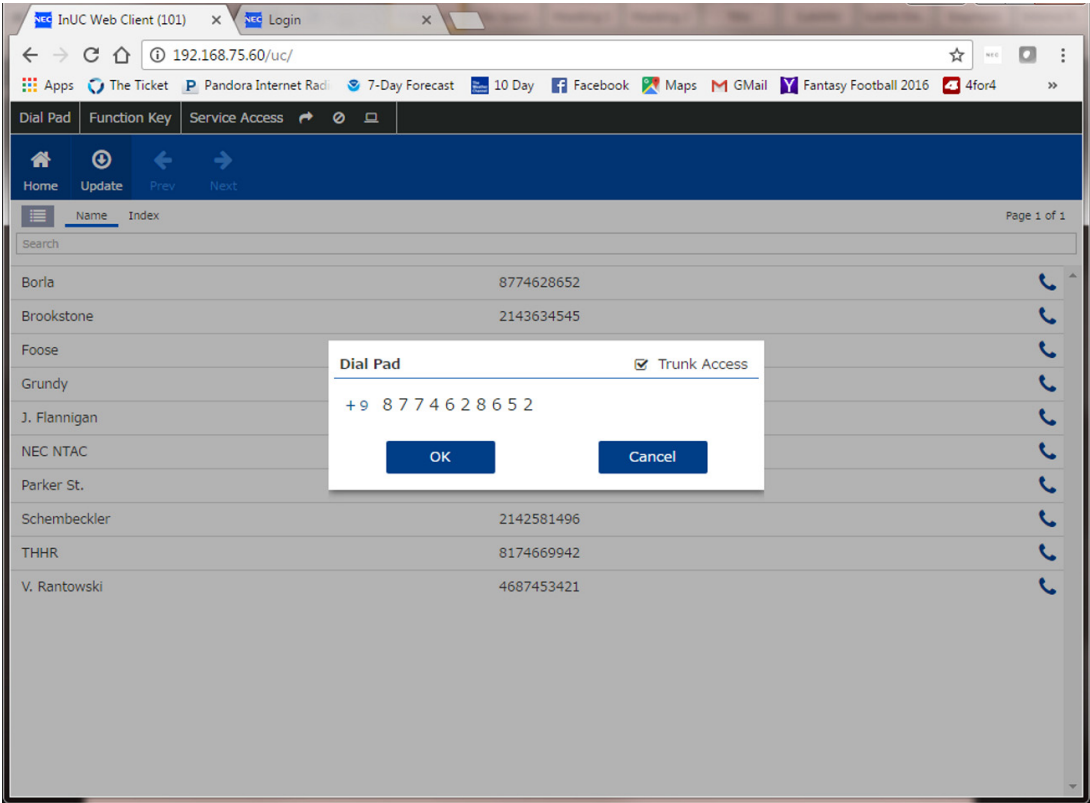 NEC InUC Web Client (101) NEC Login
192.168.75.60/uc/ NEC
Apps The Ticket P Pandora Internet Radi 7-Day Forecast 10 Day Facebook Maps GMail Fantasy Football 2016 4for4 »
Dial Pad Function Key Service Access
Home Update Prev Next
Name Index Page 1 of 1
Search
Borla 8774628652
Brookstone 2143634545
Foose
Grundy
J. Flannigan
NEC NTAC
Parker St.
Schembeckler 2142581496
THHR 8174669942
V. Rantowski 4687453421
Dial Pad Trunk Access
+9 8774628652
OK Cancel